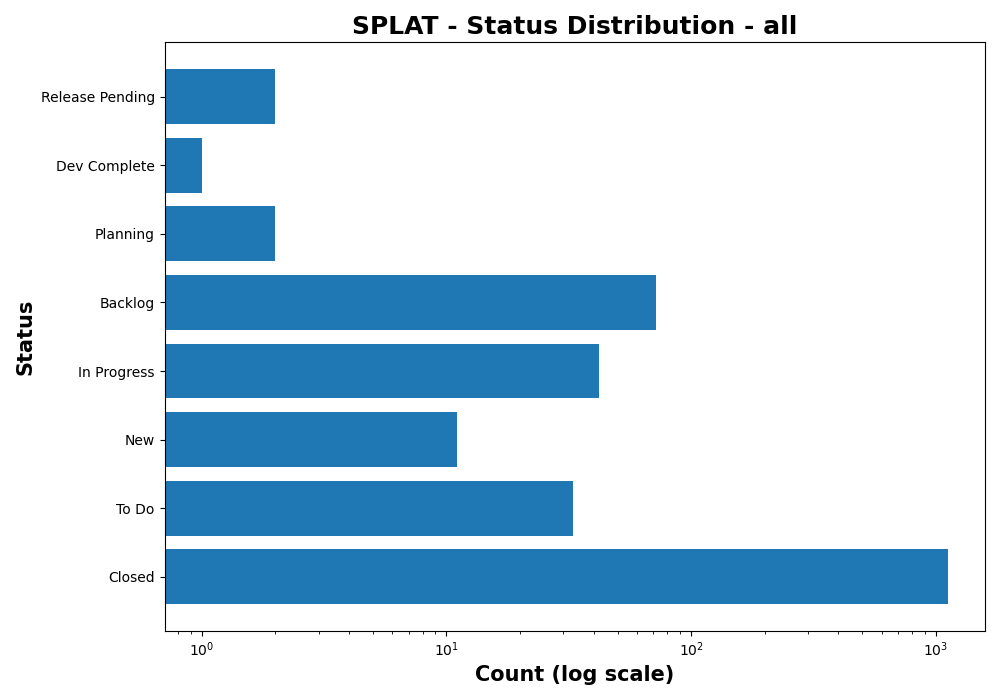 SPLAT - Status Distribution - all
Release Pending
Dev Complete
Planning
Backlog
In Progress
New
To Do
Closed
Status
10⁰ 10¹ 10² 10³
Count (log scale)